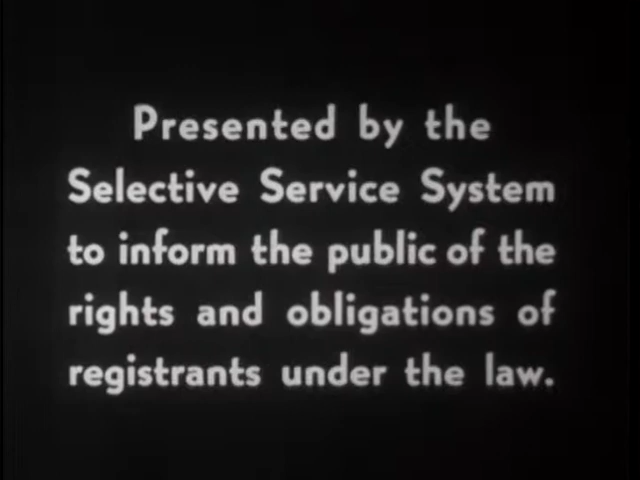 Presented by the
Selective Service System
to inform the public of the
rights and obligations of
registrants under the law.